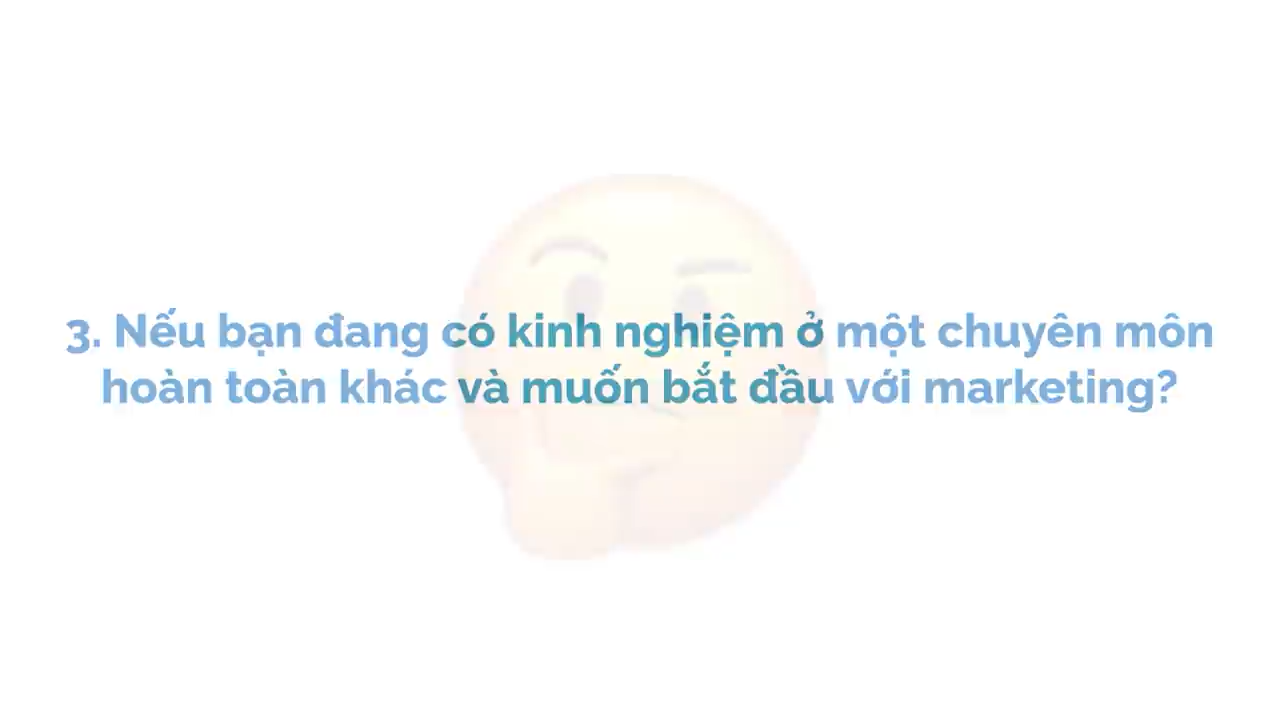 3. Nếu bạn đang có kinh nghiệm ở một chuyên môn
hoàn toàn khác và muốn bắt đầu với marketing?